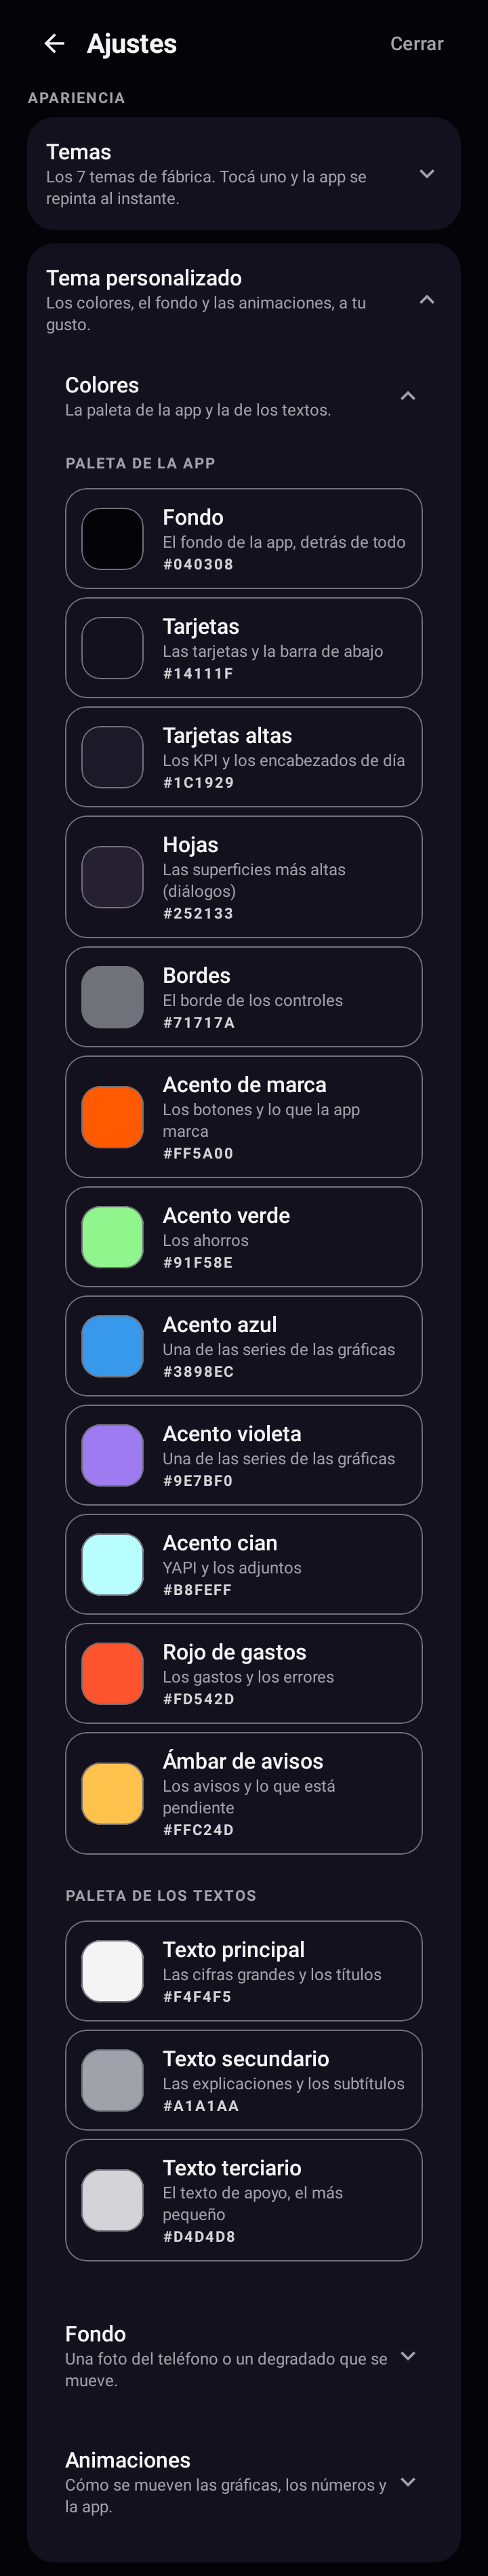 Ajustes
Cerrar
APARIENCIA
Temas
Los 7 temas de fábrica. Tocá uno y la app se
repinta al instante.
Tema personalizado
Los colores, el fondo y las animaciones, a tu
gusto.
Colores
La paleta de la app y la de los textos.
PALETA DE LA APP
Fondo
El fondo de la app, detrás de todo
#040308
Tarjetas
Las tarjetas y la barra de abajo
#14111F
Tarjetas altas
Los KPI y los encabezados de día
#1C1929
Hojas
Las superficies más altas
(diálogos)
#252133
Bordes
El borde de los controles
#71717A
Acento de marca
Los botones y lo que la app
marca
#FF5A00
Acento verde
Los ahorros
#91F58E
Acento azul
Una de las series de las gráficas
#3898EC
Acento violeta
Una de las series de las gráficas
#9E7BF0
Acento cian
YAPI y los adjuntos
#B8FEFF
Rojo de gastos
Los gastos y los errores
#FD542D
Ámbar de avisos
Los avisos y lo que está
pendiente
#FFC24D
PALETA DE LOS TEXTOS
Texto principal
Las cifras grandes y los títulos
#F4F4F5
Texto secundario
Las explicaciones y los subtítulos
#A1A1AA
Texto terciario
El texto de apoyo, el más
pequeño
#D4D4D8
Fondo
Una foto del teléfono o un degradado que se
mueve.
Animaciones
Cómo se mueven las gráficas, los números y
la app.